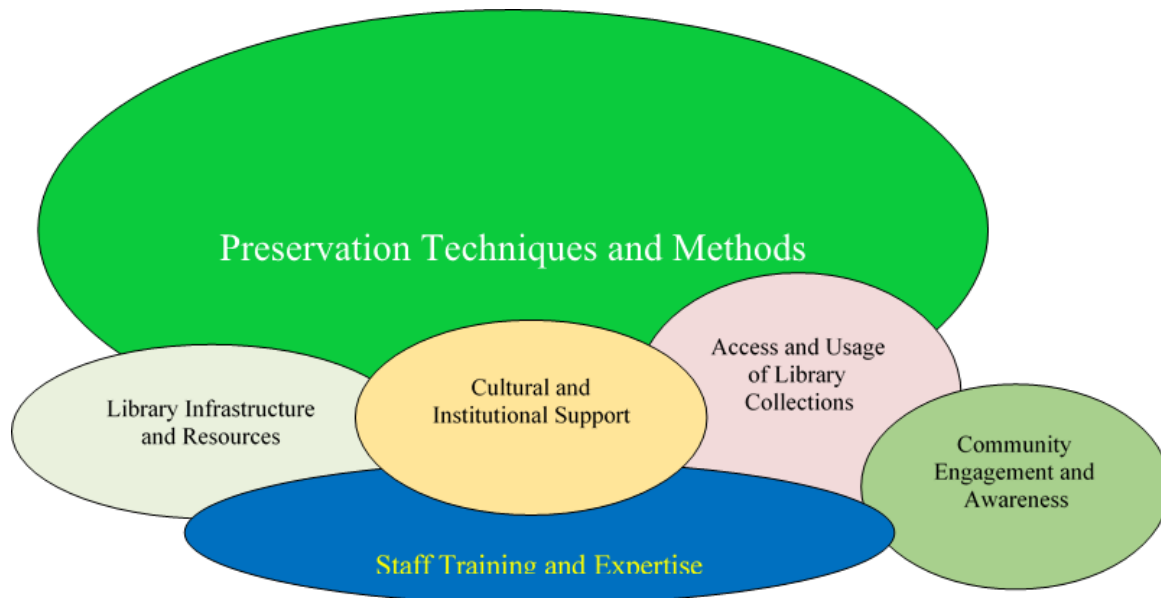 Preservation Techniques and Methods
Access and Usage
of Library
Collections
Cultural and
Institutional Support
Library Infrastructure
and Resources
Community
Engagement and
Awareness
Staff Training and Expertise